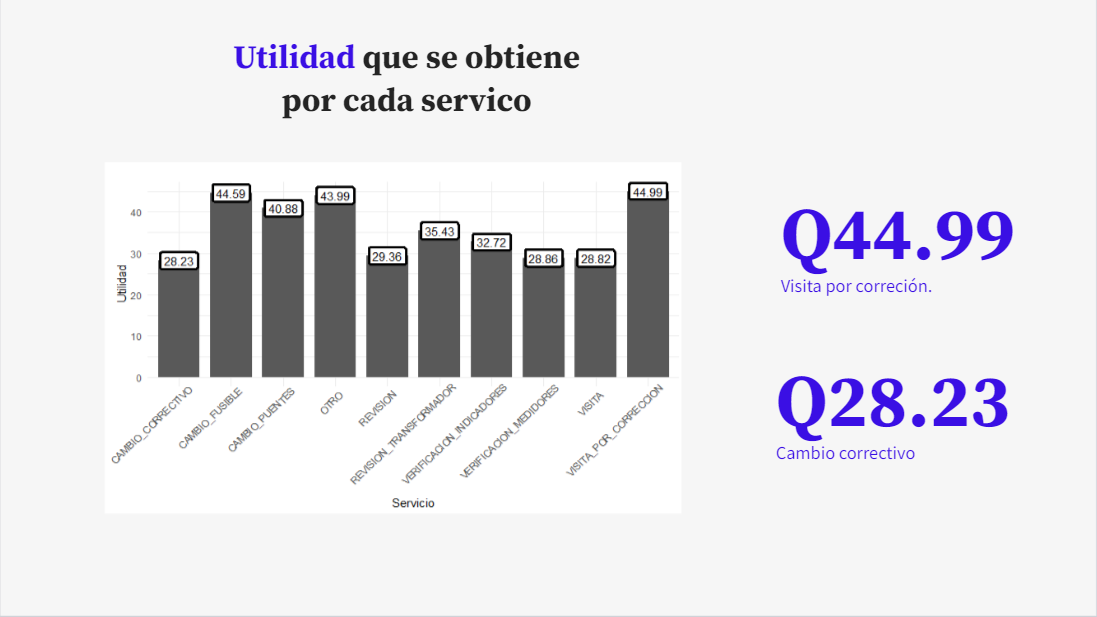 Utilidad que se obtiene
por cada servico
44.59
43.99
44.99
40.88
35.43
32.72
28.23
29.36
28.86
28.82
40
30
20
10
0
Utilidad
CAMBIO_CORRECTIVO
CAMBIO_FUSIBLE
CAMBIO_PUENTES
OTRO
REVISION
REVISION_TRANSFORMADOR
VERIFICACION_INDICADORES
VERIFICACION_MEDIDORES
VISITA
VISITA_POR_CORRECCION
Servicio
Q44.99
Visita por correción.
Q28.23
Cambio correctivo